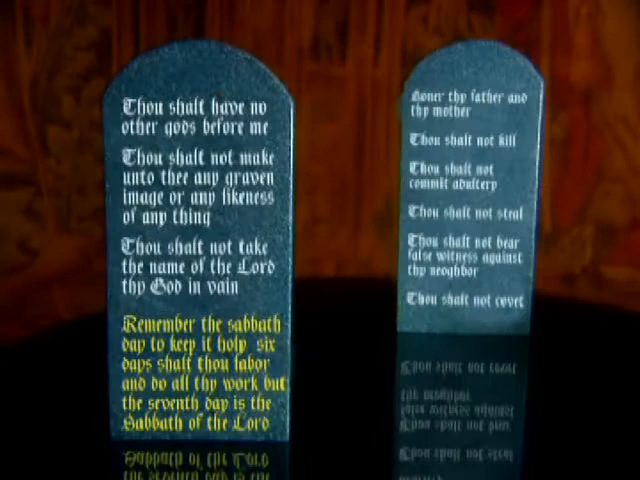 Thou shalt have no
other gods before me
Thou shalt not make
unto thee any graven
image or any likeness
of any thing
Thou shalt not take
the name of the Lord
thy God in vain
Remember the sabbath
day to keep it holy six
days shalt thou labor
and do all thy work but
the seventh day is the
Sabbath of the Lord
Honer thy father and
thy mother
Thou shalt not kill
Thou shalt not
commit adultery
Thou shalt not steal
Thou shalt not bear
false witness against
thy neoghbor
Thou shalt not covet